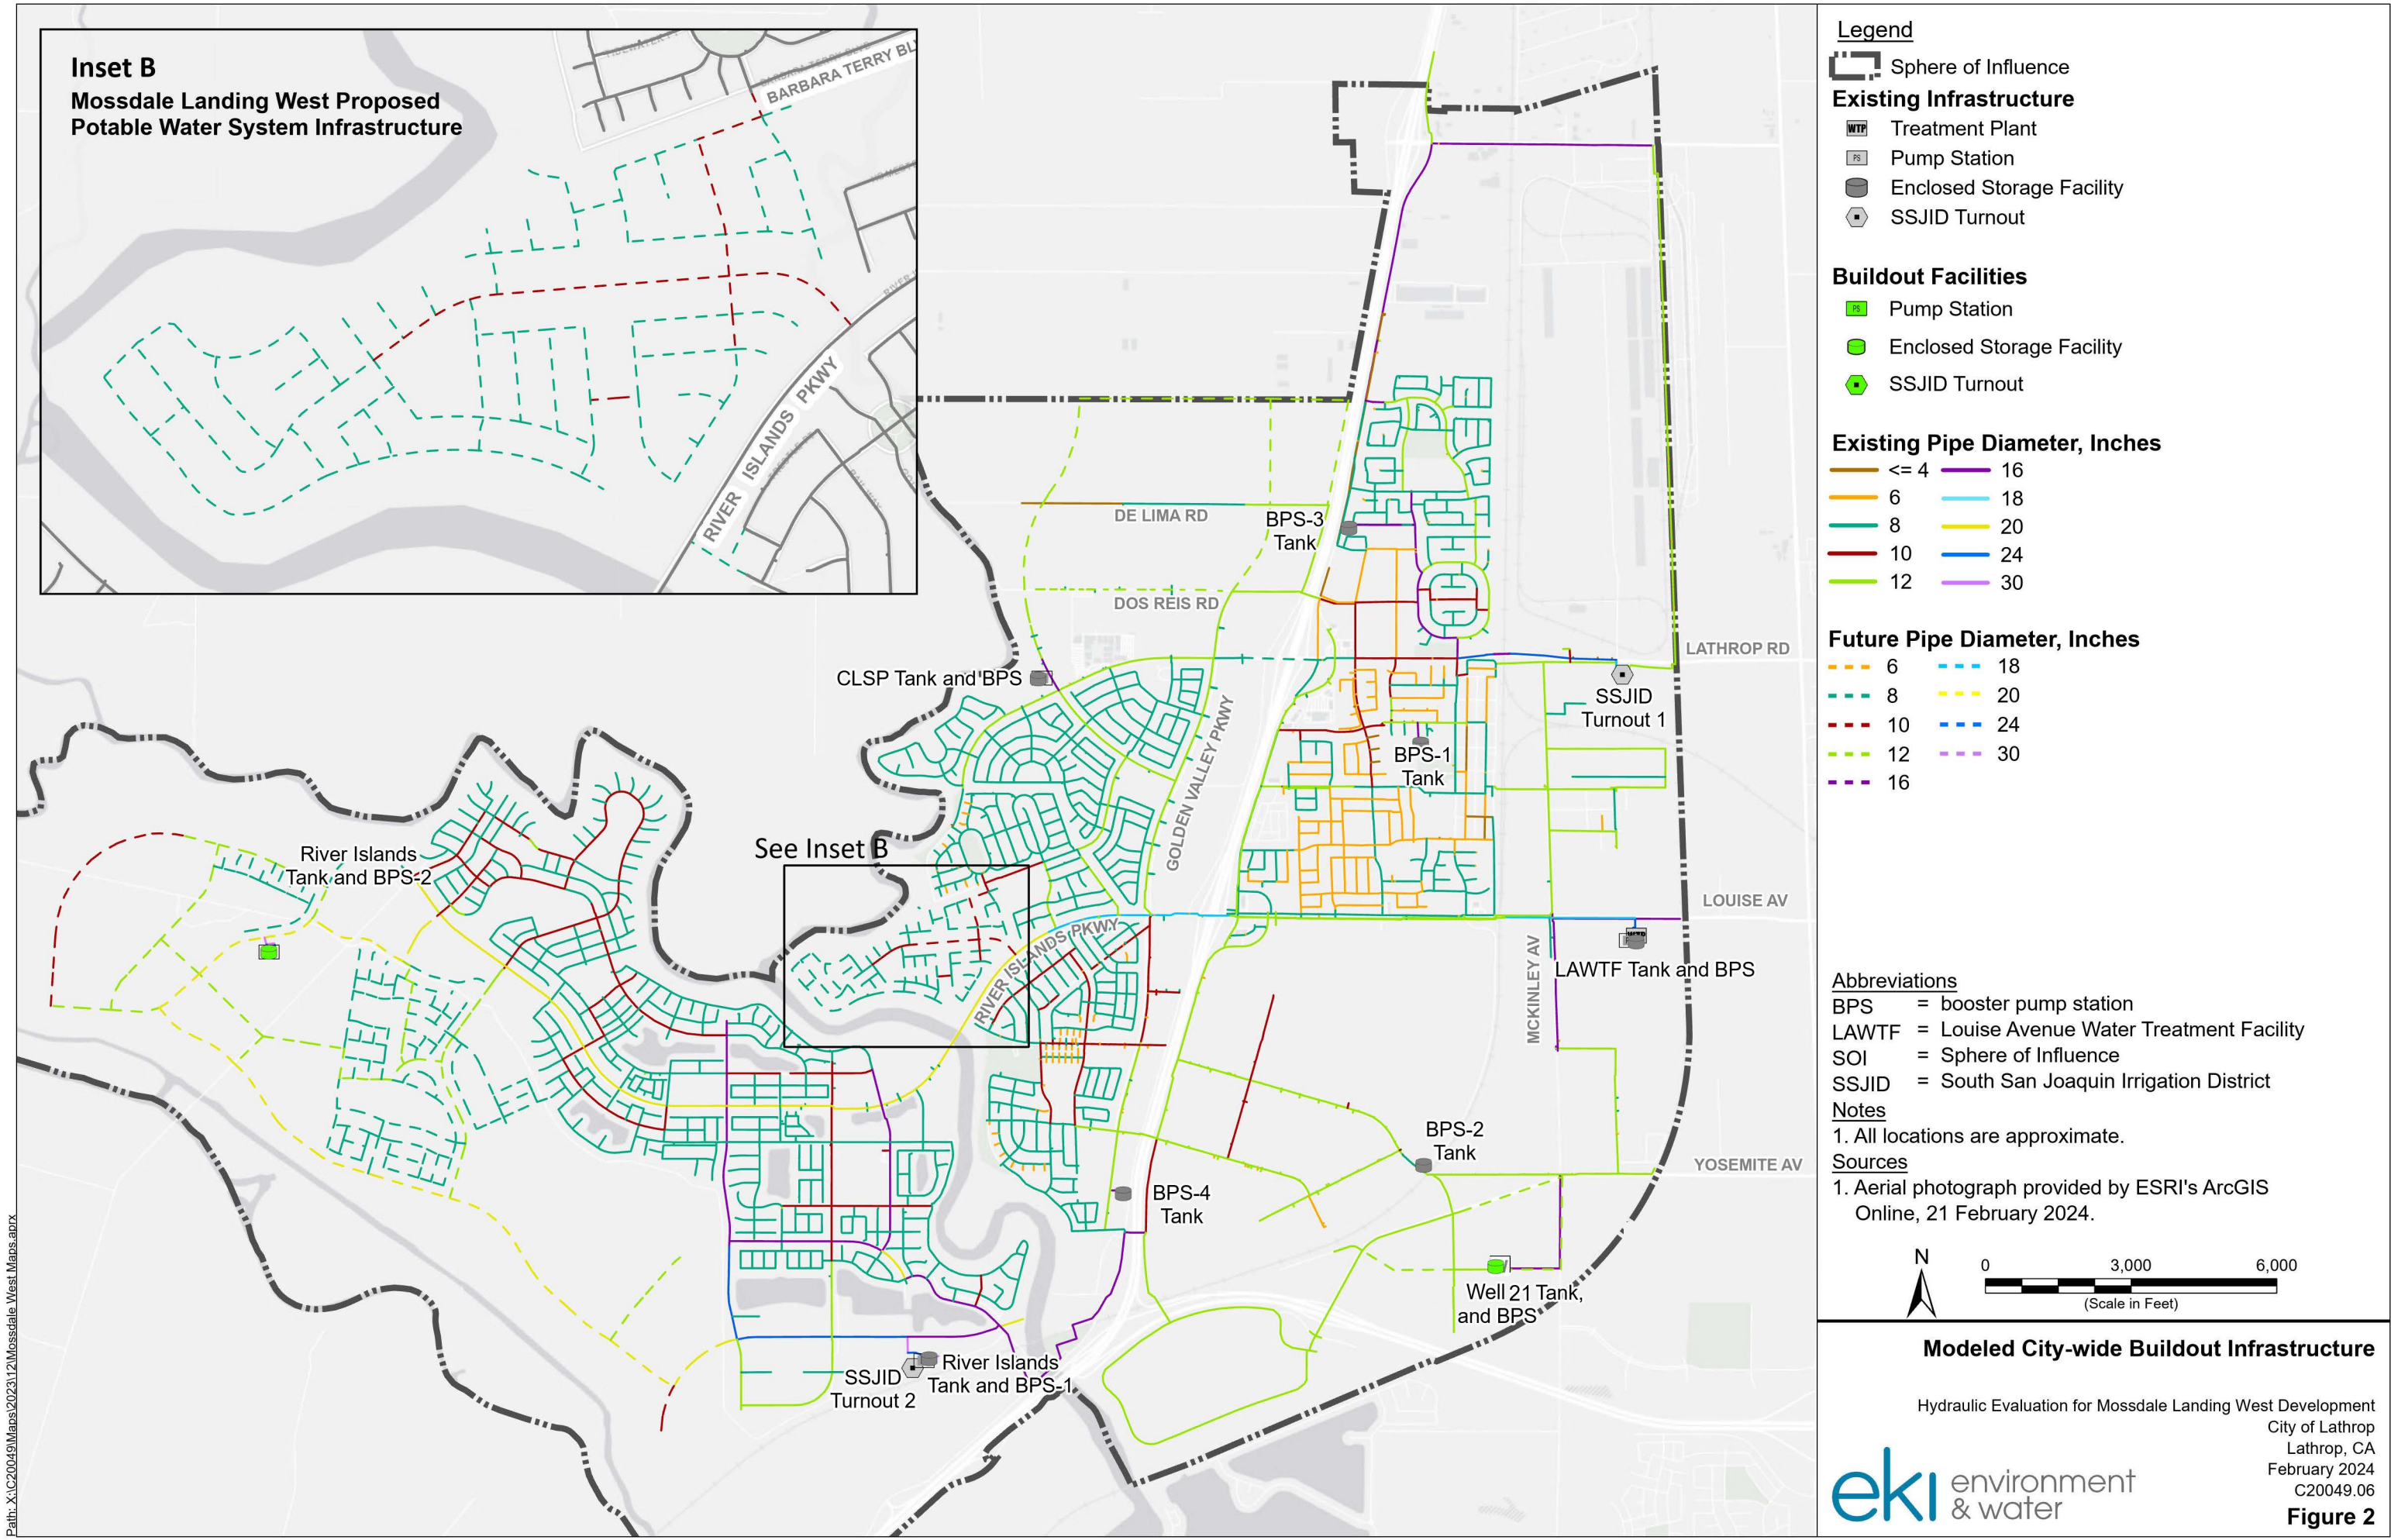 Inset B
Mossdale Landing West Proposed
Potable Water System Infrastructure
BARBARA TERRY BL
RIVER ISLANDS PKWY
DE LIMA RD
BPS-3
Tank
DOS REIS RD
LATHROP RD
CLSP Tank and BPS
SSJID
Turnout 1
GOLDEN VALLEY PKWY
BPS-1
Tank
See Inset B
River Islands
Tank and BPS-2
LOUISE AV
RIVER ISLANDS PKWY
MCKINLEY AV
LAWTF Tank and BPS
BPS-2
Tank
YOSEMITE AV
BPS-4
Tank
Well 21 Tank,
and BPS
River Islands
Tank and BPS-1
SSJID
Turnout 2
Path: X:\C20049\Maps\2023\12\Mossdale West Maps.aprx
Legend
Sphere of Influence
Existing Infrastructure
WTP Treatment Plant
PS Pump Station
Enclosed Storage Facility
SSJID Turnout
Buildout Facilities
PS Pump Station
Enclosed Storage Facility
SSJID Turnout
Existing Pipe Diameter, Inches
<= 4 16
6 18
8 20
10 24
12 30
Future Pipe Diameter, Inches
6 18
8 20
10 24
12 30
16
Abbreviations
BPS = booster pump station
LAWTF = Louise Avenue Water Treatment Facility
SOI = Sphere of Influence
SSJID = South San Joaquin Irrigation District
Notes
1. All locations are approximate.
Sources
1. Aerial photograph provided by ESRI's ArcGIS
Online, 21 February 2024.
N
0 3,000 6,000
(Scale in Feet)
Modeled City-wide Buildout Infrastructure
Hydraulic Evaluation for Mossdale Landing West Development
City of Lathrop
Lathrop, CA
February 2024
C20049.06
Figure 2
eki environment
& water